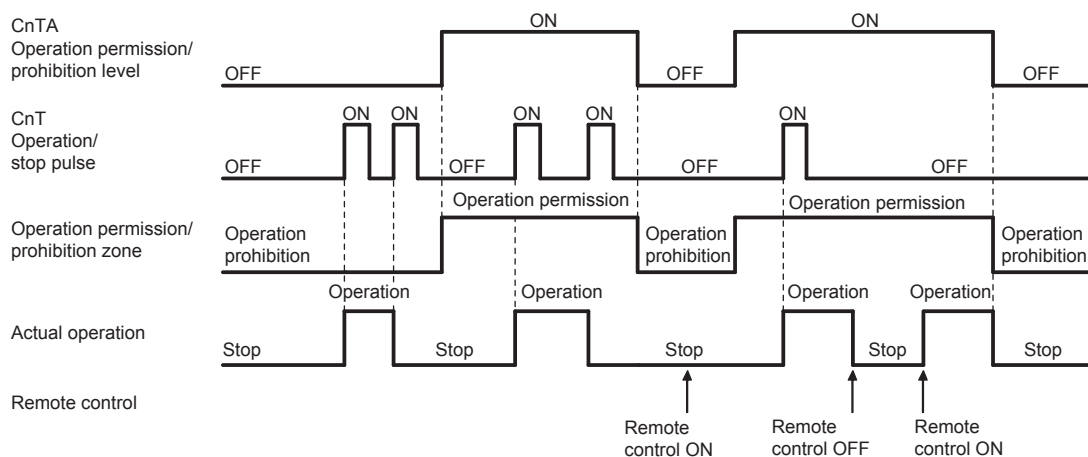 CnTA
Operation permission/
prohibition level
OFF
ON
OFF
ON
OFF
CnT
Operation/
stop pulse
OFF
ON
ON
OFF
ON
ON
OFF
ON
OFF
Operation permission/
prohibition zone
Operation
prohibition
Operation permission
Operation
prohibition
Operation permission
Operation
prohibition
Actual operation
Stop
Operation
Stop
Operation
Stop
Operation
Stop
Operation
Stop
Remote control
Remote
control ON
Remote
control OFF
Remote
control ON